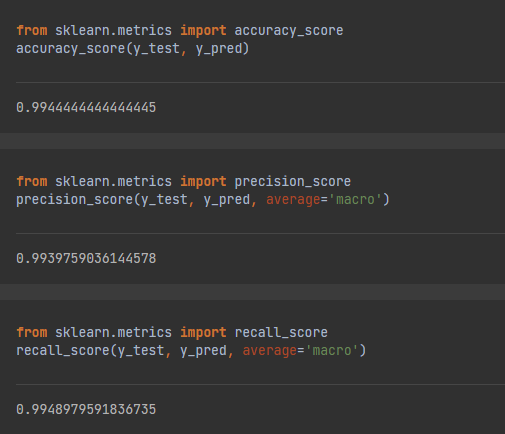 from sklearn.metrics import accuracy_score
accuracy_score(y_test, y_pred)
0.9944444444444445
from sklearn.metrics import precision_score
precision_score(y_test, y_pred, average='macro')
0.9939759036144578
from sklearn.metrics import recall_score
recall_score(y_test, y_pred, average='macro')
0.9948979591836735